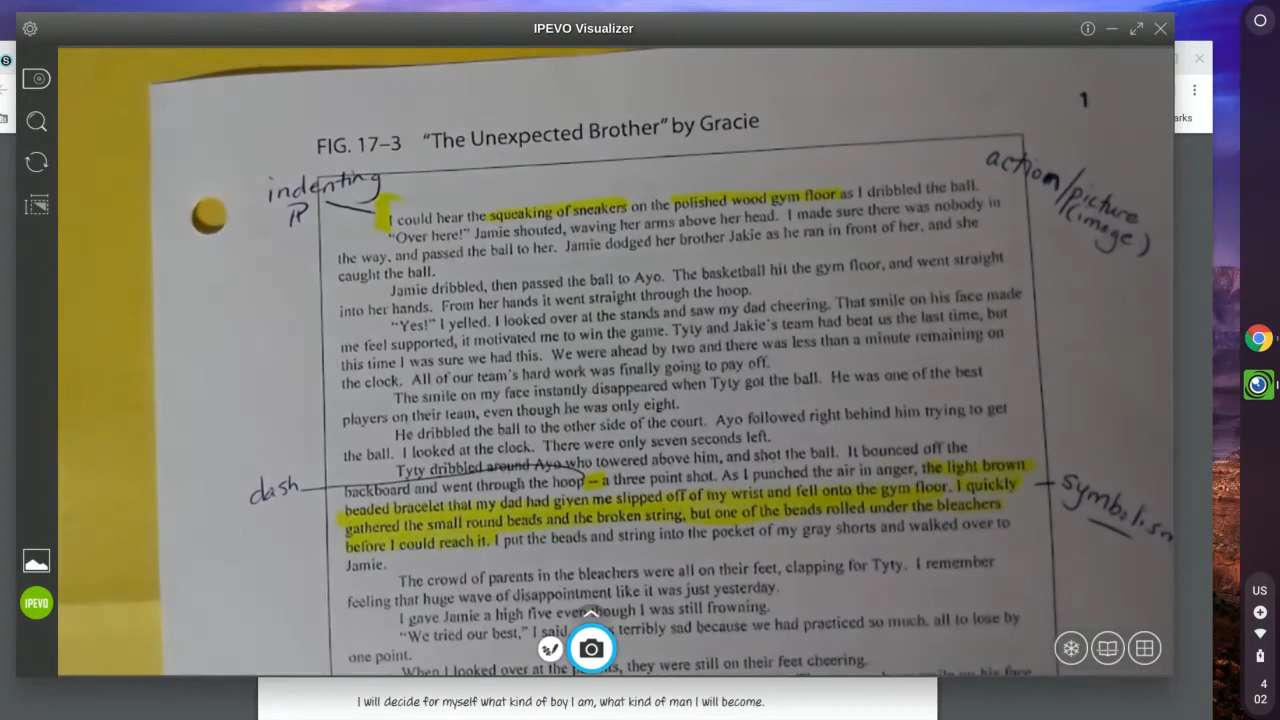 IPEVO Visualizer
1
FIG. 17–3 "The Unexpected Brother" by Gracie
indenting
action/picture
(image)
I could hear the squeaking of sneakers on the polished wood gym floor as I dribbled the ball.
"Over here!" Jamie shouted, waving her arms above her head. I made sure there was nobody in
the way, and passed the ball to her. Jamie dodged her brother Jakie as he ran in front of her, and she
caught the ball.
Jamie dribbled, then passed the ball to Ayo. The basketball hit the gym floor, and went straight
into her hands. From her hands it went straight through the hoop.
"Yes!" I yelled. I looked over at the stands and saw my dad cheering. That smile on his face made
me feel supported, it motivated me to win the game. Tyty and Jakie's team had beat us the last time, but
this time I was sure we had this. We were ahead by two and there was less than a minute remaining on
the clock. All of our team's hard work was finally going to pay off.
The smile on my face instantly disappeared when Tyty got the ball. He was one of the best
players on their team, even though he was only eight.
He dribbled the ball to the other side of the court. Ayo followed right behind him trying to get
the ball. I looked at the clock. There were only seven seconds left.
Tyty dribbled around Ayo who towered above him, and shot the ball. It bounced off the
backboard and went through the hoop – a three point shot. As I punched the air in anger, the light brown
beaded bracelet that my dad had given me slipped off of my wrist and fell onto the gym floor. I quickly
gathered the small round beads and the broken string, but one of the beads rolled under the bleachers
before I could reach it. I put the beads and string into the pocket of my gray shorts and walked over to
Jamie.
dash
symbolism
The crowd of parents in the bleachers were all on their feet, clapping for Tyty. I remember
feeling that huge wave of disappointment like it was just yesterday.
I gave Jamie a high five even though I was still frowning.
"We tried our best," I said terribly sad because we had practiced so much, all to lose by
one point.
When I looked over at the they were still on their feet cheering.
smile on his face
IPEVO
arks
US
4
02
I will decide for myself what kind of boy I am, what kind of man I will become.